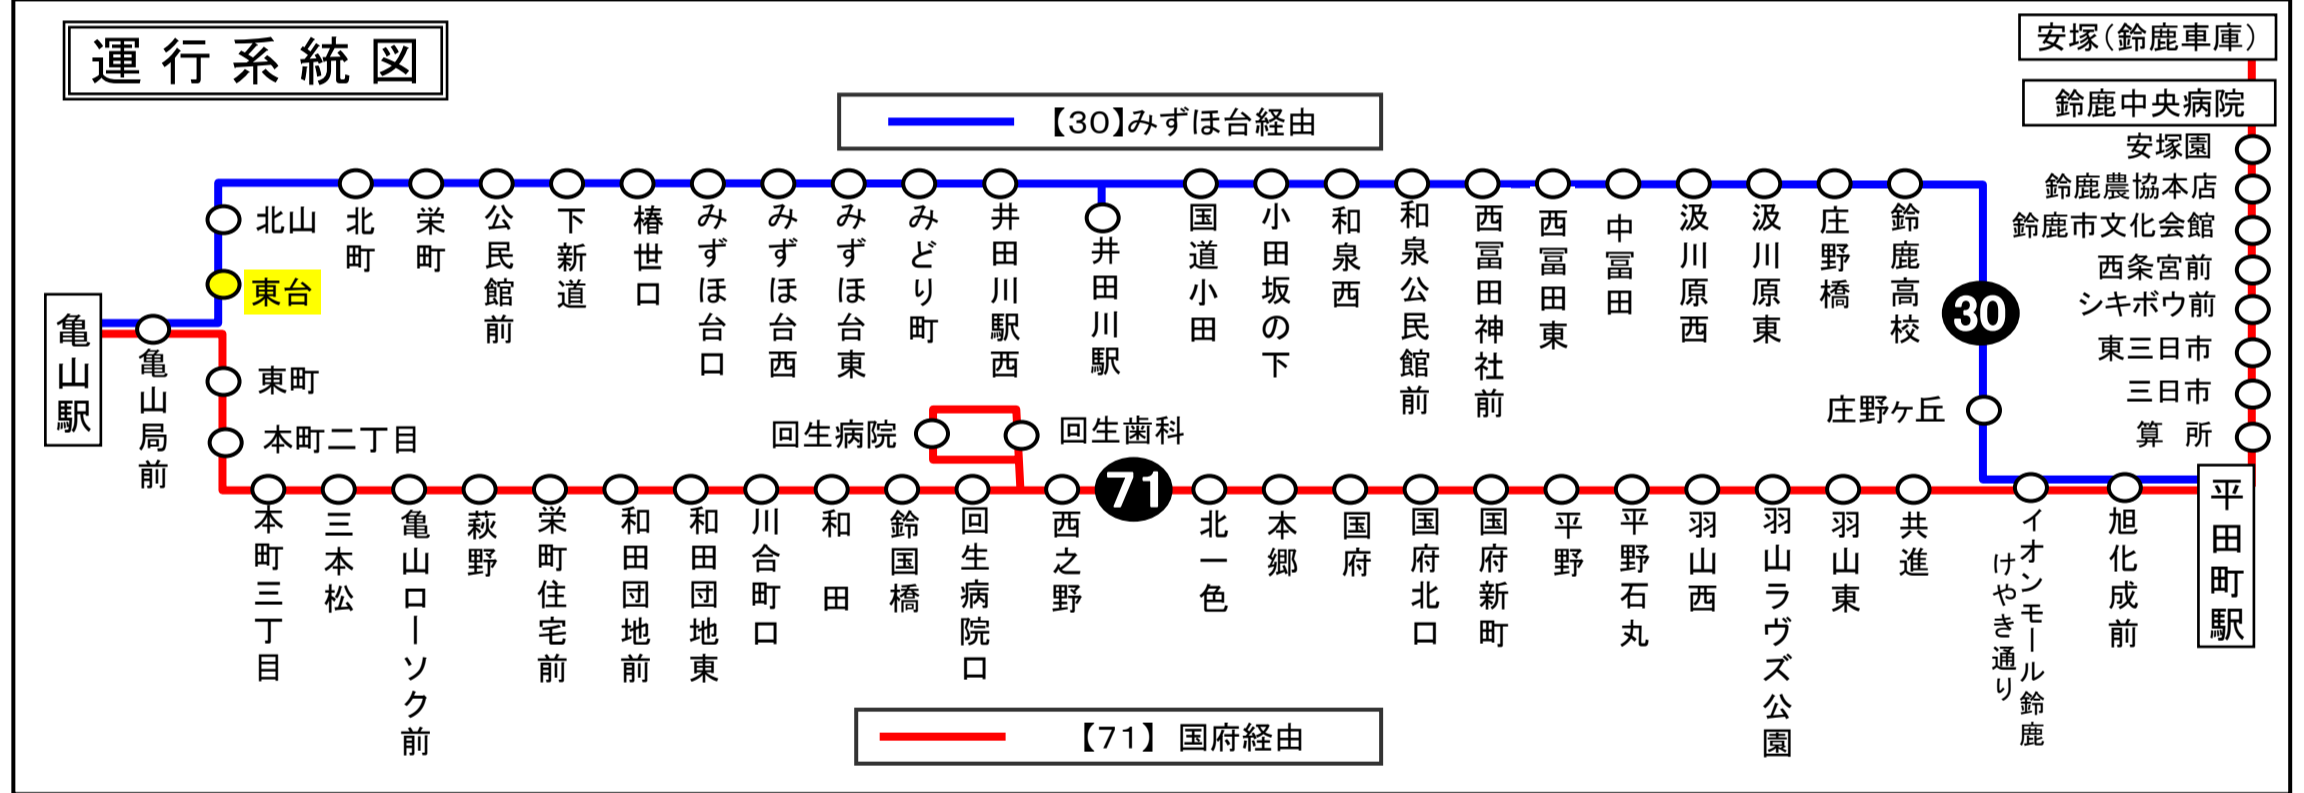 運行系統図
【30】みずほ台経由
安塚(鈴鹿車庫)
鈴鹿中央病院
安塚園
鈴鹿農協本店
鈴鹿市文化会館
西条宮前
シキボウ前
東三日市
三日市
算 所
平田町駅
亀山駅
亀山局前
東台
北山
北町
栄町
公民館前
下新道
椿世口
みずほ台口
みずほ台西
みずほ台東
みどり町
井田川駅西
井田川駅
国道小田
小田坂の下
和泉西
和泉公民館前
西冨田神社前
西冨田東
中冨田
汲川原西
汲川原東
庄野橋
鈴鹿高校
30
庄野ヶ丘
東町
本町二丁目
本町三丁目
三本松
亀山ローソク前
萩野
栄町住宅前
和田団地前
和田団地東
川合町口
和 田
鈴国橋
回生病院口
回生病院
回生歯科
西之野
71
北一色
本郷
国府
国府北口
国府新町
平野
平野石丸
羽山西
羽山ラヴズ公園
羽山東
共進
イオンモール鈴鹿
けやき通り
旭化成前
【71】 国府経由